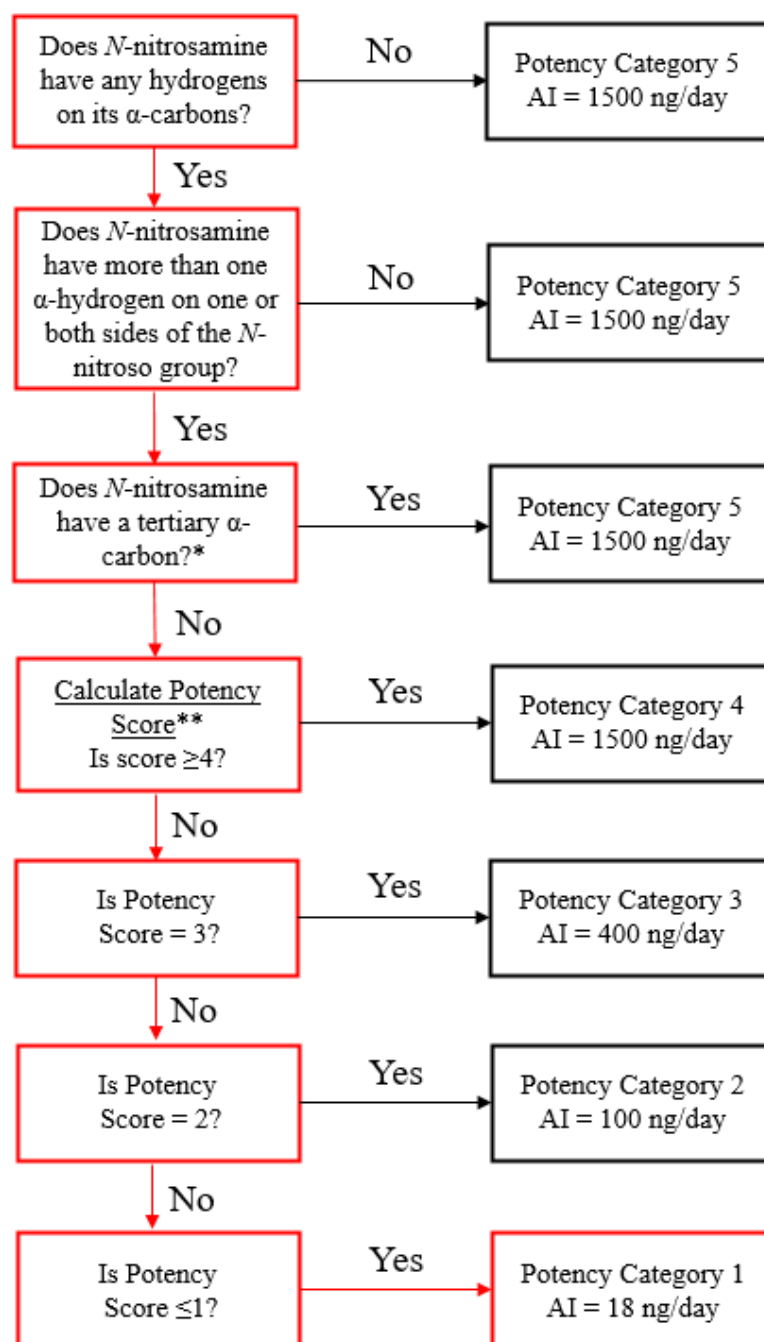 Does N-nitrosamine
have any hydrogens
on its α-carbons?
No
Potency Category 5
AI = 1500 ng/day
Yes
Does N-nitrosamine
have more than one
α-hydrogen on one or
both sides of the N-
nitroso group?
No
Potency Category 5
AI = 1500 ng/day
Yes
Does N-nitrosamine
have a tertiary α-
carbon?*
Yes
Potency Category 5
AI = 1500 ng/day
No
Calculate Potency
Score**
Is score ≥4?
Yes
Potency Category 4
AI = 1500 ng/day
No
Is Potency
Score = 3?
Yes
Potency Category 3
AI = 400 ng/day
No
Is Potency
Score = 2?
Yes
Potency Category 2
AI = 100 ng/day
No
Is Potency
Score ≤1?
Yes
Potency Category 1
AI = 18 ng/day